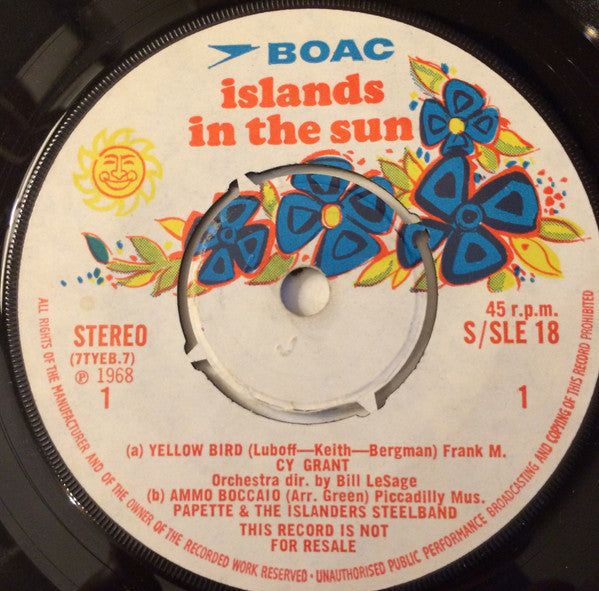 BOAC
islands
in the sun
STEREO
(7TYEB.7)
℗ 1968
1
45 r.p.m.
S/SLE 18
1
(a) YELLOW BIRD (Luboff—Keith—Bergman) Frank M.
CY GRANT
Orchestra dir. by Bill LeSage
(b) AMMO BOCCAIO (Arr. Green) Piccadilly Mus.
PAPETTE & THE ISLANDERS STEELBAND
THIS RECORD IS NOT
FOR RESALE
ALL RIGHTS OF THE MANUFACTURER AND OF THE OWNER OF THE RECORDED WORK RESERVED · UNAUTHORISED PUBLIC PERFORMANCE BROADCASTING AND COPYING OF THIS RECORD PROHIBITED